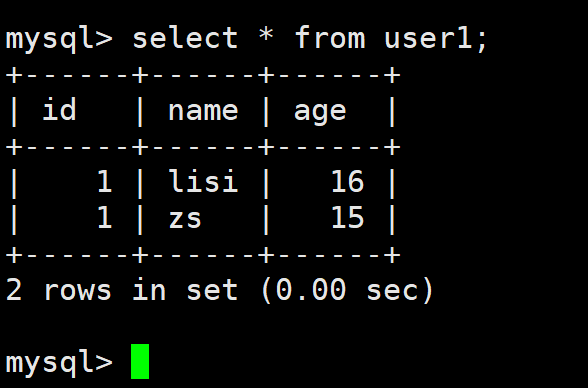 mysql> select * from user1;
+------+------+------+
| id   | name | age  |
+------+------+------+
|    1 | lisi |   16 |
|    1 | zs   |   15 |
+------+------+------+
2 rows in set (0.00 sec)
mysql>